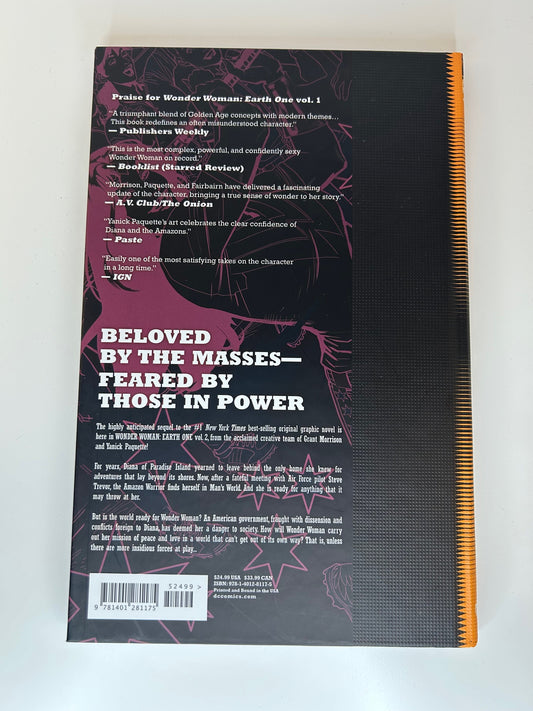 Praise for Wonder Woman: Earth One vol. 1
"A triumphant blend of Golden Age concepts with modern themes...
This book redefines an often misunderstood character."
— Publishers Weekly
"This is the most complex, powerful, and confidently sexy
Wonder Woman on record."
— Booklist (Starred Review)
"Morrison, Paquette, and Fairbairn have delivered a fascinating
update of the character, bringing a true sense of wonder to her story."
— A.V. Club/The Onion
"Yanick Paquette's art celebrates the clear confidence of
Diana and the Amazons."
— Paste
"Easily one of the most satisfying takes on the character
in a long time."
— IGN
BELOVED
BY THE MASSES—
FEARED BY
THOSE IN POWER
The highly anticipated sequel to the #1 New York Times best-selling original graphic novel is
here in WONDER WOMAN: EARTH ONE vol. 2, from the acclaimed creative team of Grant Morrison
and Yanick Paquette!
For years, Diana of Paradise Island yearned to leave behind the only home she knew for
adventures that lay beyond its shores. Now, after a fateful meeting with Air Force pilot Steve
Trevor, the Amazon Warrior finds herself in Man's World. And she is ready for anything that it
may throw at her.
But is the world ready for Wonder Woman? An American government, fraught with dissension and
conflicts foreign to Diana, has deemed her a danger to society. How will Wonder Woman carry
out her mission of peace and love in a world that can't get out of its own way? That is, unless
there are more insidious forces at play...
52499 >
9 781401 281175
$24.99 USA $33.99 CAN
ISBN: 978-1-4012-8117-5
Printed and Bound in the USA
dccomics.com